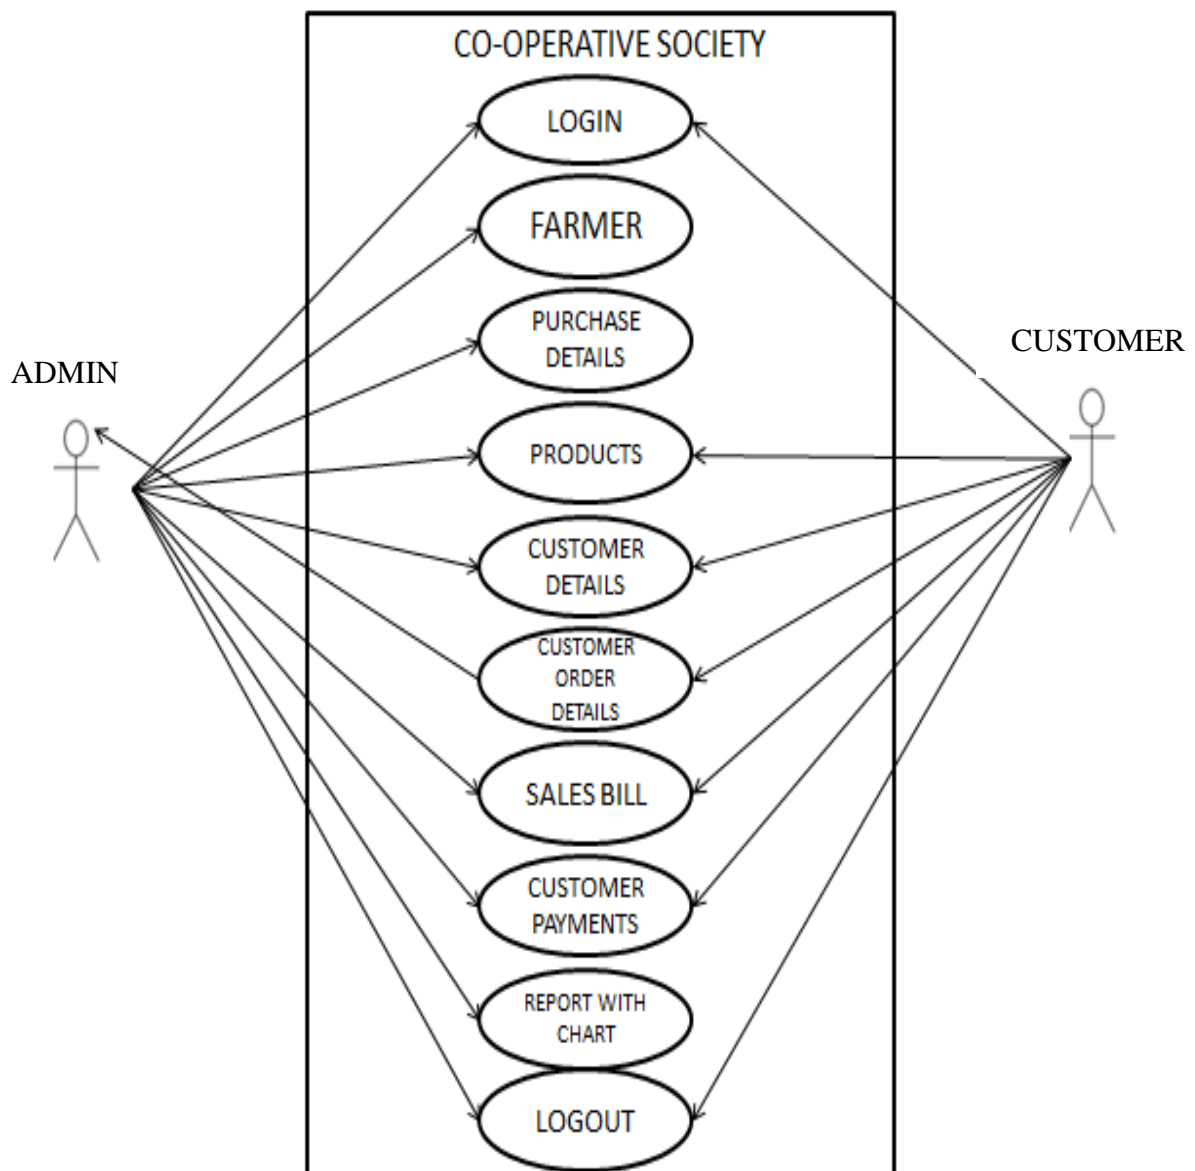 CO-OPERATIVE SOCIETY
LOGIN
FARMER
PURCHASE
DETAILS
CUSTOMER
ADMIN
PRODUCTS
CUSTOMER
DETAILS
CUSTOMER
ORDER
DETAILS
SALES BILL
CUSTOMER
PAYMENTS
REPORT WITH
CHART
LOGOUT